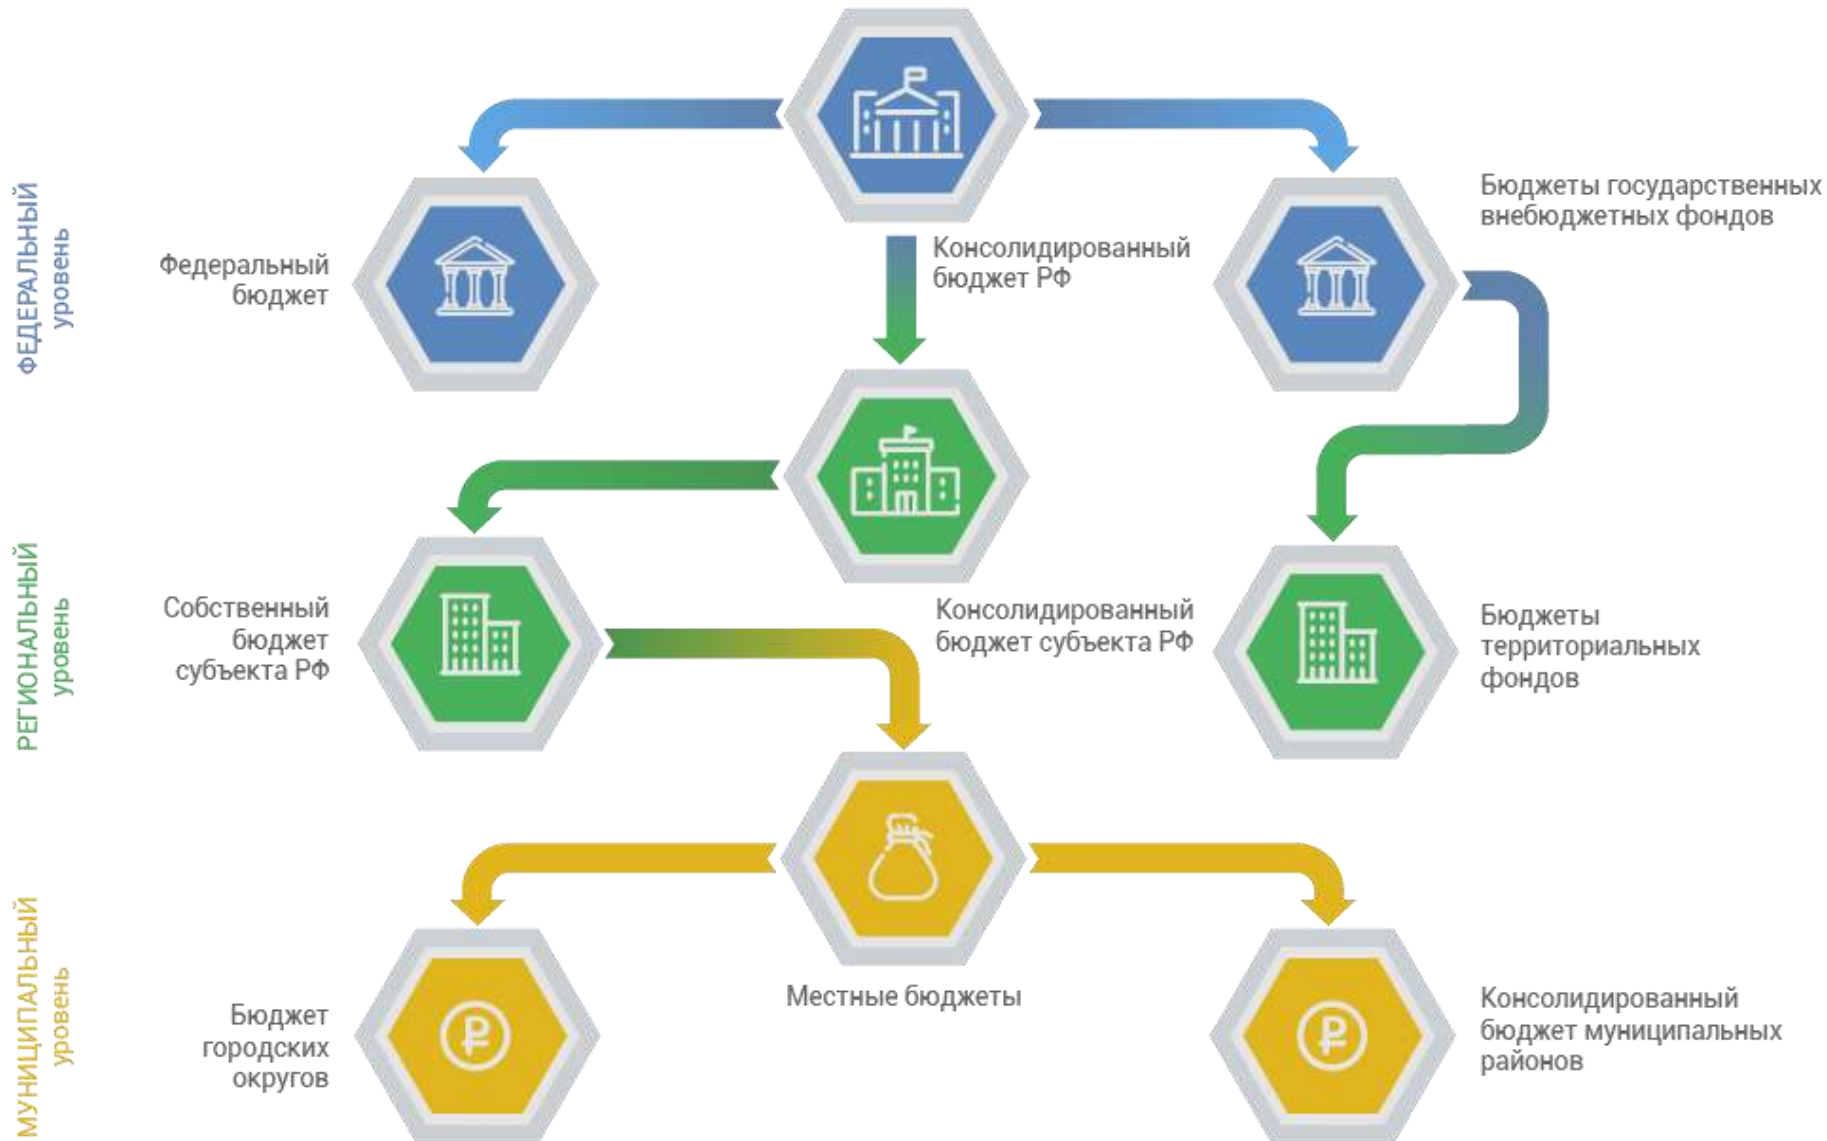 ФЕДЕРАЛЬНЫЙ
уровень
Федеральный
бюджет
Консолидированный
бюджет РФ
Бюджеты государственных
внебюджетных фондов
РЕГИОНАЛЬНЫЙ
уровень
Собственный
бюджет
субъекта РФ
Консолидированный
бюджет субъекта РФ
Бюджеты
территориальных
фондов
МУНИЦИПАЛЬНЫЙ
уровень
Бюджет
городских
округов
Местные бюджеты
Консолидированный
бюджет муниципальных
районов